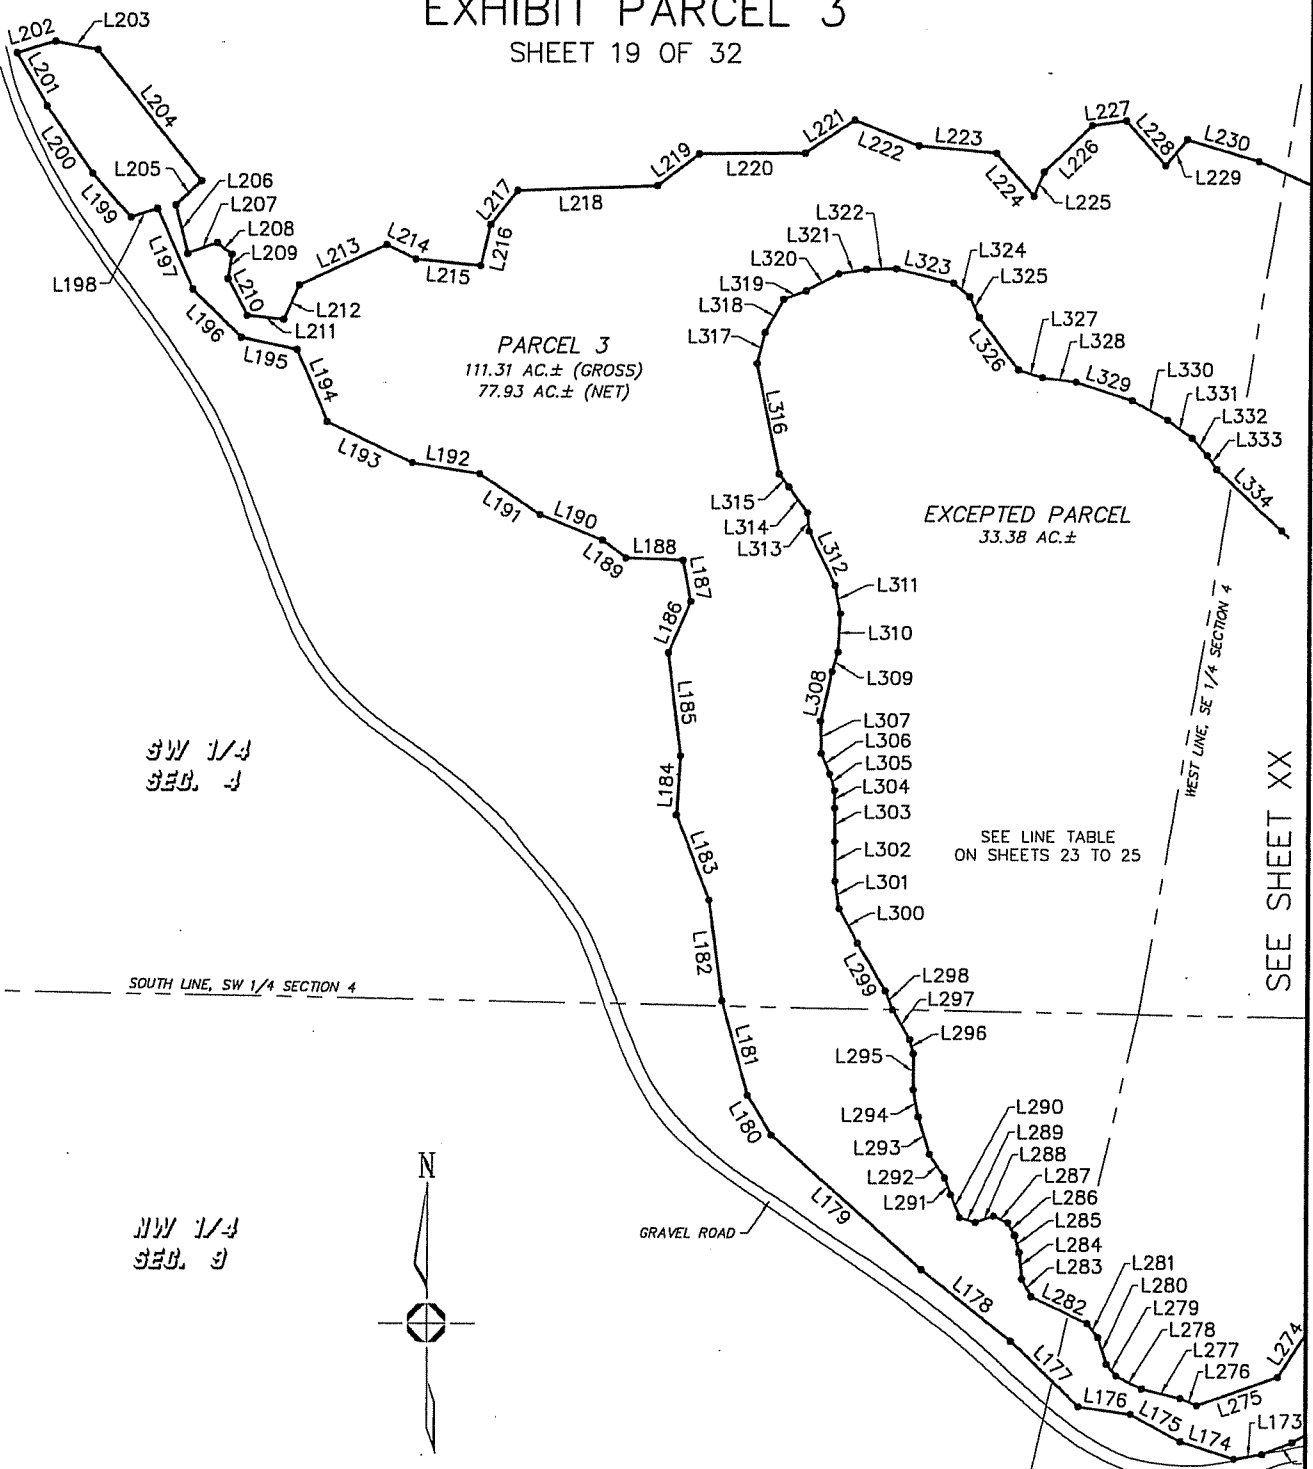 EXHIBIT PARCEL 3
SHEET 19 OF 32
L202
L203
L201
L204
L200
L205
L206
L207
L199
L208
L209
L198
L197
L210
L211
L212
L213
L214
L215
L216
L217
L218
L219
L220
L221
L222
L223
L224
L225
L226
L227
L228
L229
L230
L196
L195
L194
L193
L192
L191
L190
L189
L188
L187
L186
L185
L184
L183
L182
L181
L180
L179
L178
L177
L176
L175
L174
L173
PARCEL 3
111.31 AC.± (GROSS)
77.93 AC.± (NET)
L322
L321
L320
L319
L318
L317
L316
L315
L314
L313
L312
L311
L310
L309
L308
L307
L306
L305
L304
L303
L302
L301
L300
L299
L298
L297
L296
L295
L294
L293
L292
L291
L290
L289
L288
L287
L286
L285
L284
L283
L282
L281
L280
L279
L278
L277
L276
L275
L274
L323
L324
L325
L326
L327
L328
L329
L330
L331
L332
L333
L334
EXCEPTED PARCEL
33.38 AC.±
WEST LINE, SE 1/4 SECTION 4
SEE LINE TABLE
ON SHEETS 23 TO 25
SEE SHEET XX
SW 1/4
SEC. 4
SOUTH LINE, SW 1/4 SECTION 4
NW 1/4
SEC. 9
N
GRAVEL ROAD